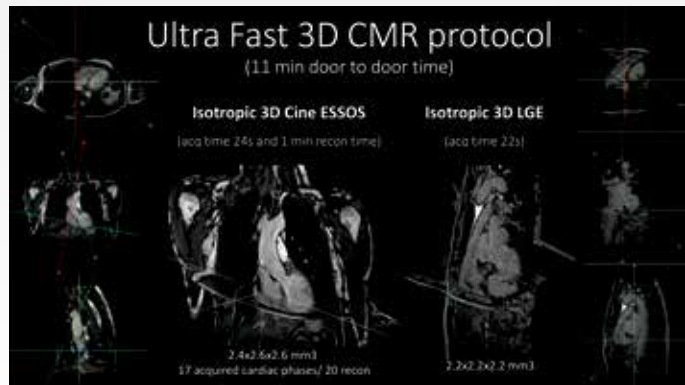 Ultra Fast 3D CMR protocol
(11 min door to door time)
Isotropic 3D Cine ESSOS
(acq time 24s and 1 min recon time)
Isotropic 3D LGE
(acq time 22s)
2.4x2.6x2.6 mm3
17 acquired cardiac phases/ 20 recon
2.2x2.2x2.2 mm3